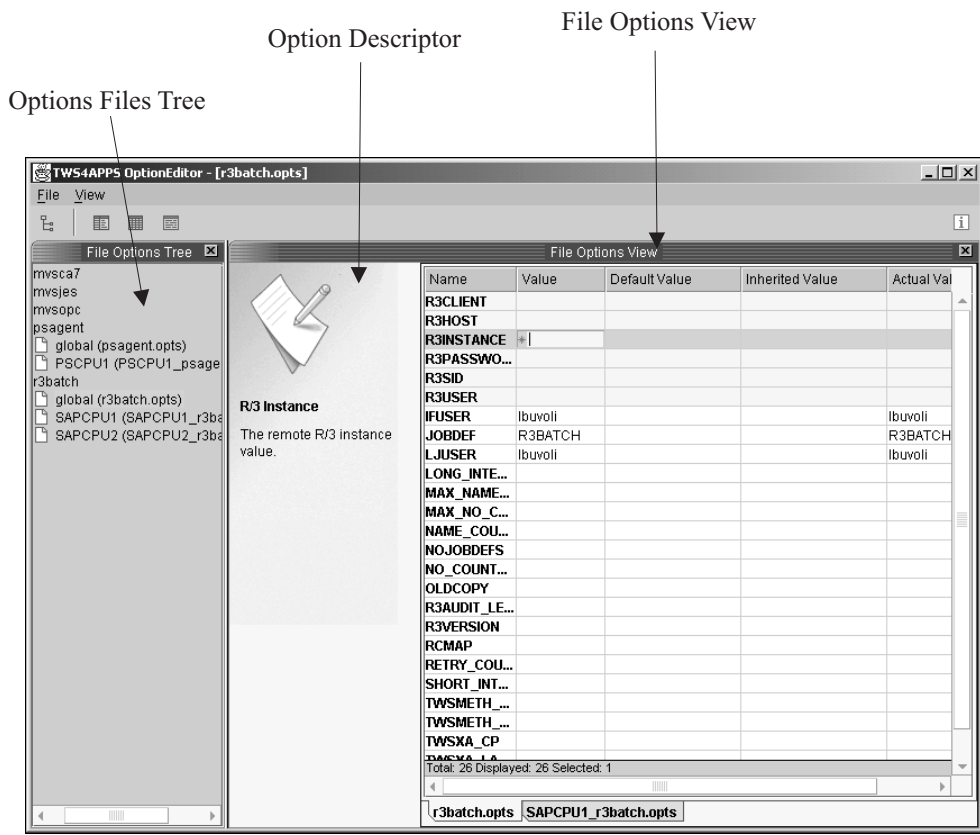 File Options View
Option Descriptor
Options Files Tree
TWS4APPS OptionEditor - [r3batch.opts]
File View
File Options Tree
File Options View
mvsca7
mvsjes
mvsopc
psagent
global (psagent.opts)
PSCPU1 (PSCPU1_psage
r3batch
global (r3batch.opts)
SAPCPU1 (SAPCPU1_r3ba
SAPCPU2 (SAPCPU2_r3ba
R/3 Instance
The remote R/3 instance
value.
Name Value Default Value Inherited Value Actual Val
R3CLIENT
R3HOST
R3INSTANCE *
R3PASSWO...
R3SID
R3USER
IFUSER lbuvoli lbuvoli
JOBDEF R3BATCH R3BATCH
LJUSER lbuvoli lbuvoli
LONG_INTE...
MAX_NAME...
MAX_NO_C...
NAME_COU...
NOJOBDEFS
NO_COUNT...
OLDCOPY
R3AUDIT_LE...
R3VERSION
RCMAP
RETRY_COU...
SHORT_INT...
TWSMETH_...
TWSMETH_...
TWSXA_CP
TWSXA_LA
Total: 26 Displayed: 26 Selected: 1
r3batch.opts SAPCPU1_r3batch.opts